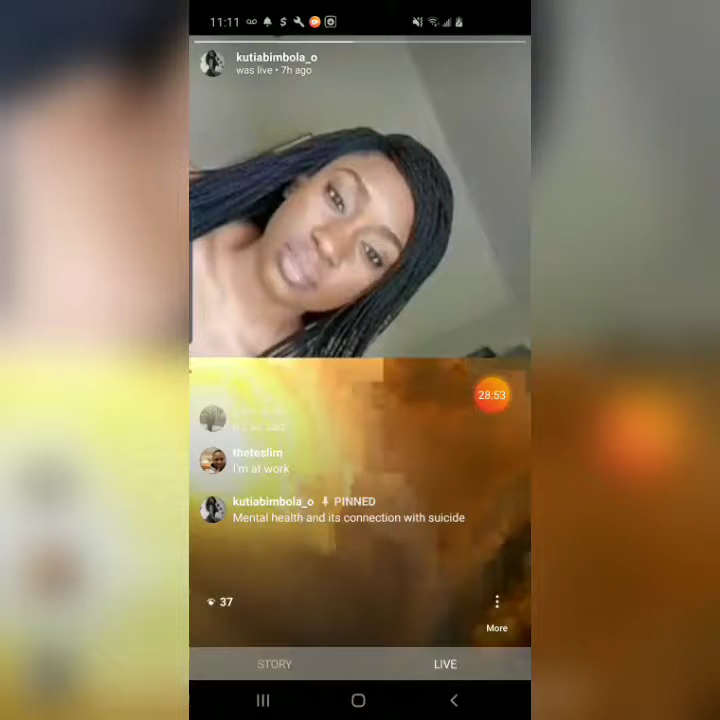 11:11
kutiabimbola_o
was live • 7h ago
28:53
theteslim
I'm at work
kutiabimbola_o PINNED
Mental health and its connection with suicide
37
More
STORY LIVE